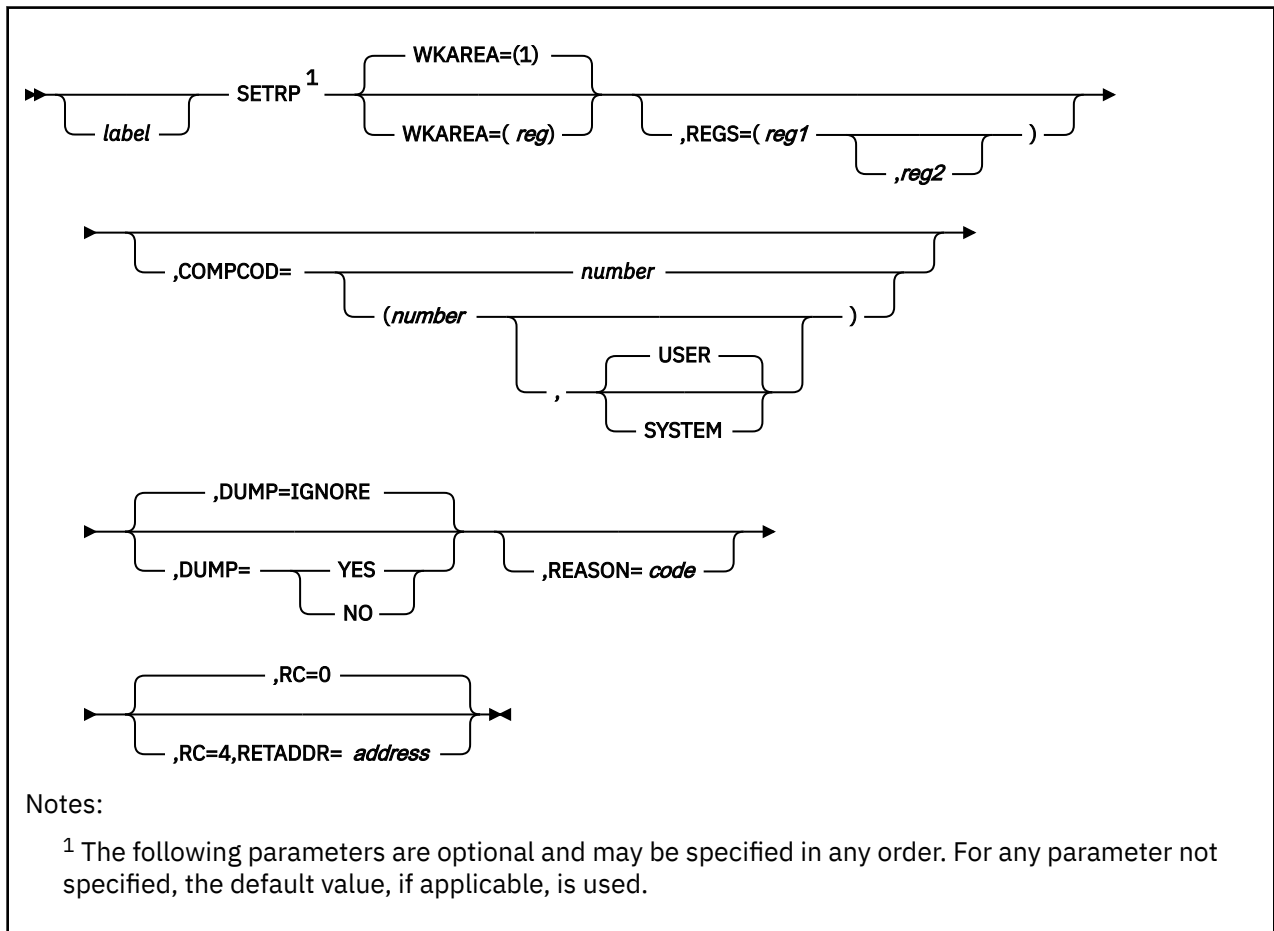 WKAREA=(1)
SETRP 1
label
WKAREA=( reg)
,REGS=( reg1
,reg2
)
,COMPCOD=
number
(number
)
,
USER
SYSTEM
,DUMP=IGNORE
,DUMP=
YES
NO
,REASON= code
,RC=0
,RC=4,RETADDR= address
Notes:
1 The following parameters are optional and may be specified in any order. For any parameter not
specified, the default value, if applicable, is used.